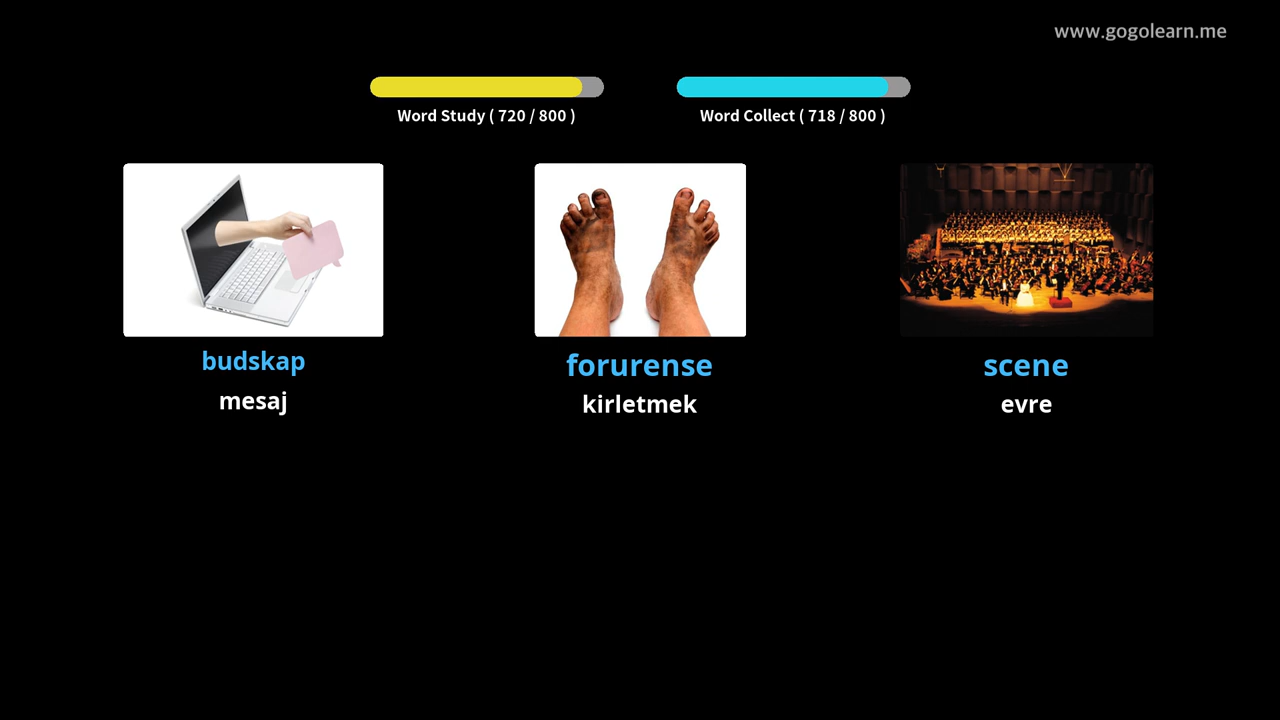 www.gogolearn.me
Word Study ( 720 / 800 )
Word Collect ( 718 / 800 )
budskap
forurense
scene
mesaj
kirletmek
evre